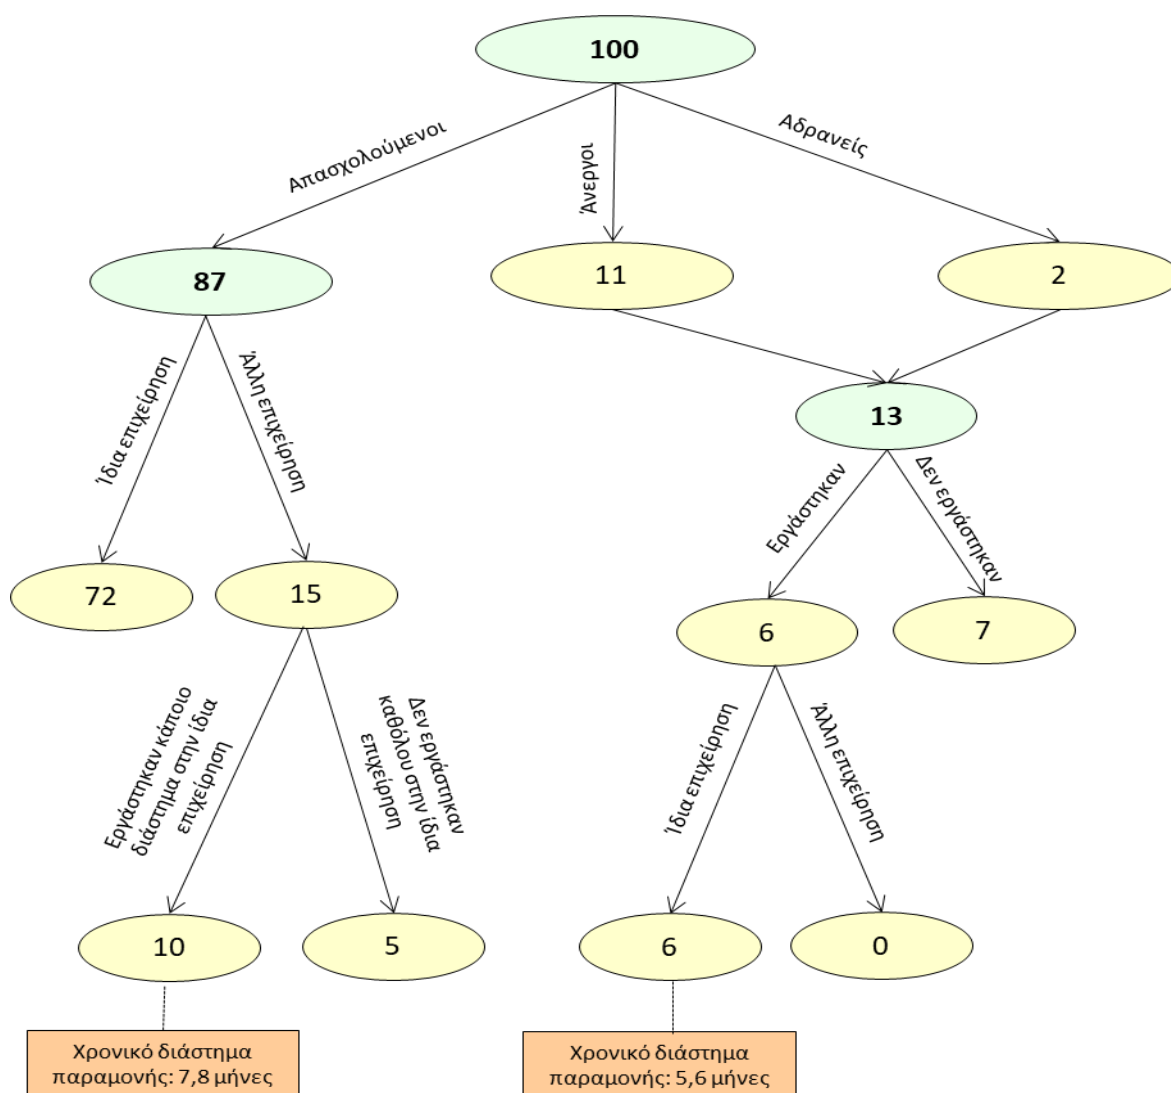 100
Απασχολούμενοι
Άνεργοι
Αδρανείς
87
11
2
13
Ίδια επιχείρηση
Άλλη επιχείρηση
Εργάστηκαν
Δεν εργάστηκαν
72
15
6
7
Εργάστηκαν κάποιο
διάστημα στην ίδια
επιχείρηση
Δεν εργάστηκαν
καθόλου στην ίδια
επιχείρηση
Ίδια επιχείρηση
Άλλη επιχείρηση
10
5
6
0
Χρονικό διάστημα
παραμονής: 7,8 μήνες
Χρονικό διάστημα
παραμονής: 5,6 μήνες